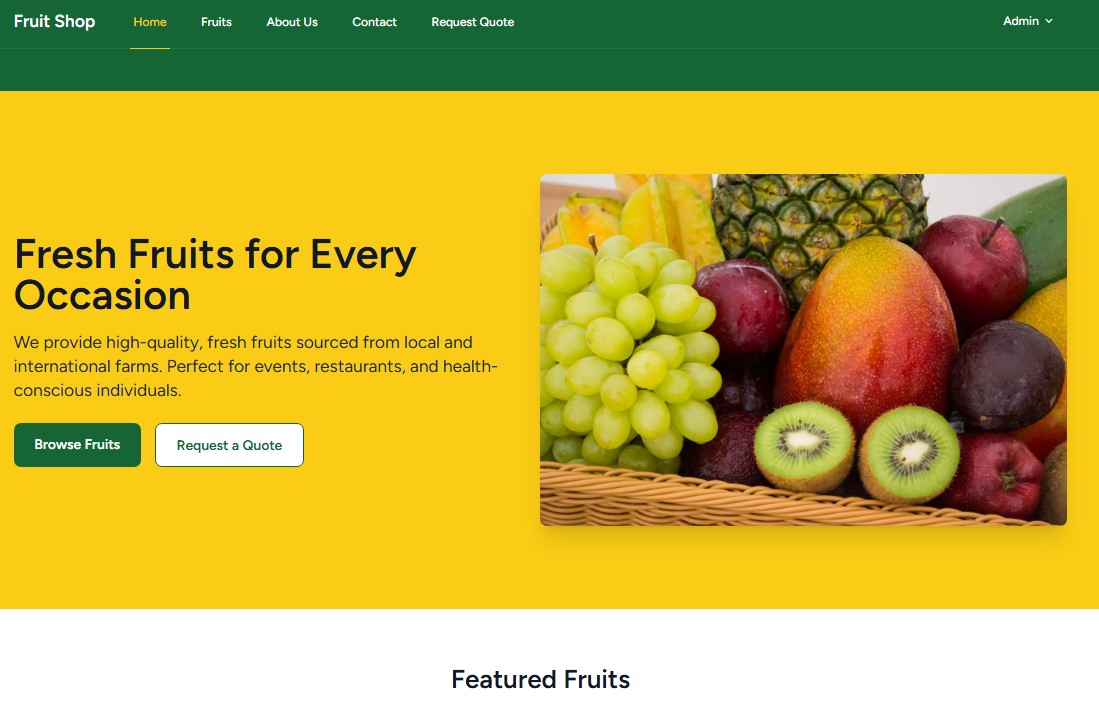 Fruit Shop
Home
Fruits
About Us
Contact
Request Quote
Admin
Fresh Fruits for Every
Occasion
We provide high-quality, fresh fruits sourced from local and
international farms. Perfect for events, restaurants, and health-
conscious individuals.
Browse Fruits
Request a Quote
Featured Fruits